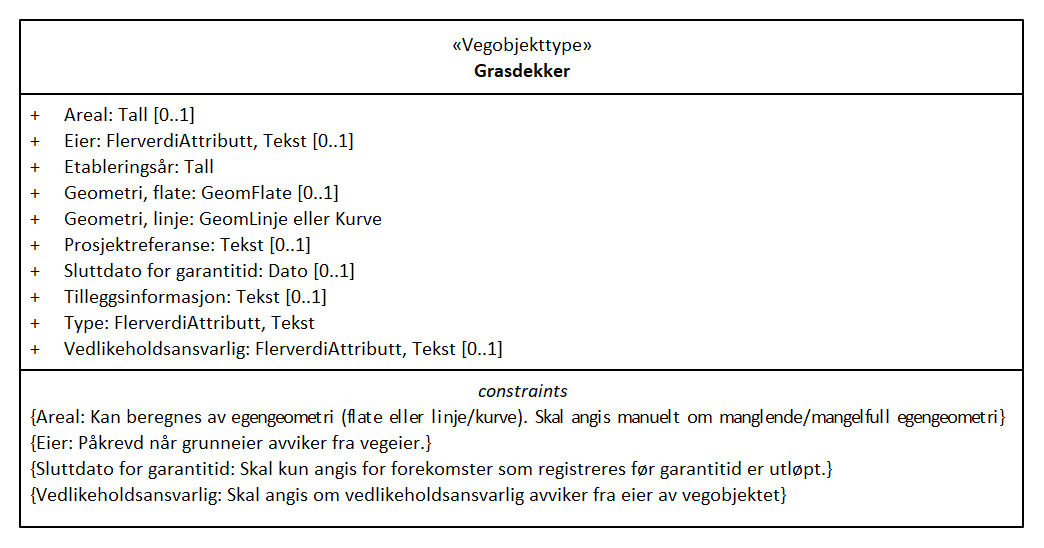 «Vegobjekttype»
Grasdekker
+ Areal: Tall [0..1]
+ Eier: FlerverdiAttributt, Tekst [0..1]
+ Etableringsår: Tall
+ Geometri, flate: GeomFlate [0..1]
+ Geometri, linje: GeomLinje eller Kurve
+ Prosjektreferanse: Tekst [0..1]
+ Sluttdato for garantitid: Dato [0..1]
+ Tilleggsinformasjon: Tekst [0..1]
+ Type: FlerverdiAttributt, Tekst
+ Vedlikeholdsansvarlig: FlerverdiAttributt, Tekst [0..1]
constraints
{Areal: Kan beregnes av egengeometri (flate eller linje/kurve). Skal angis manuelt om manglende/mangelfull egengeometri}
{Eier: Påkrevd når grunneier avviker fra vegeier.}
{Sluttdato for garantitid: Skal kun angis for forekomster som registreres før garantitid er utløpt.}
{Vedlikeholdsansvarlig: Skal angis om vedlikeholdsansvarlig avviker fra eier av vegobjektet}